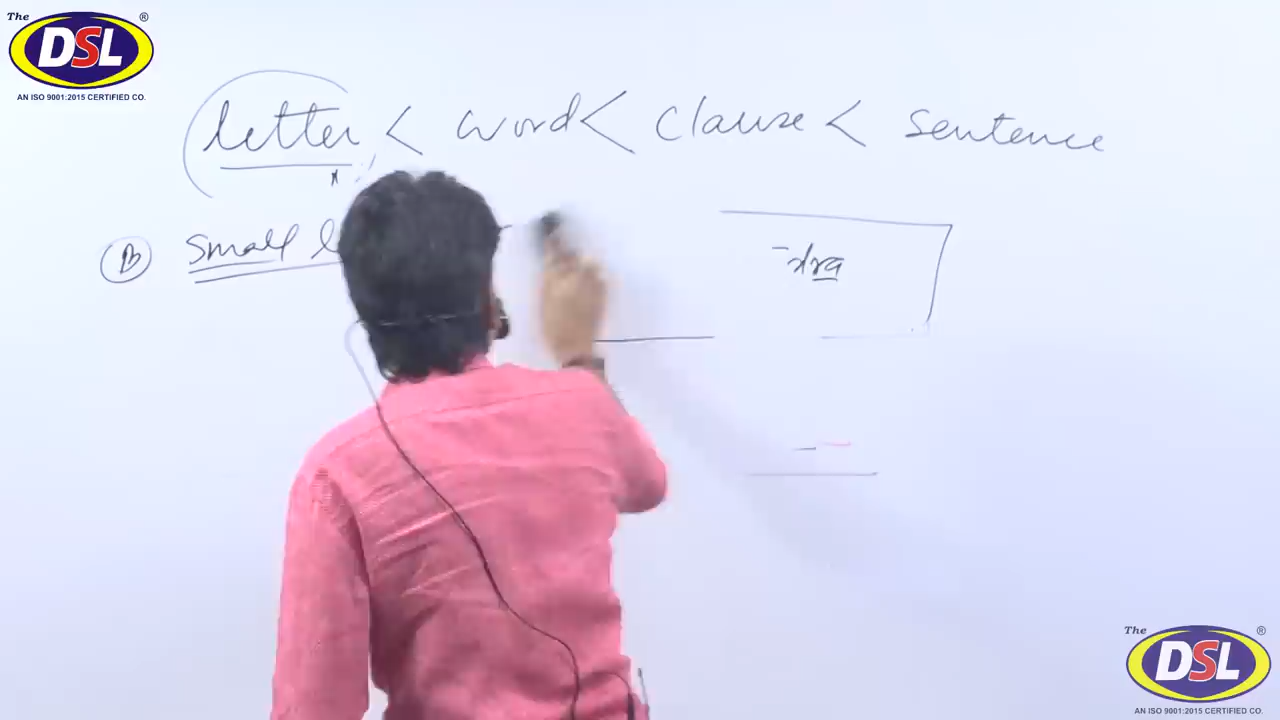 The DSL ®
AN ISO 9001:2015 CERTIFIED CO.
letter < word < clause < sentence
B small l
The DSL ®
AN ISO 9001:2015 CERTIFIED CO.